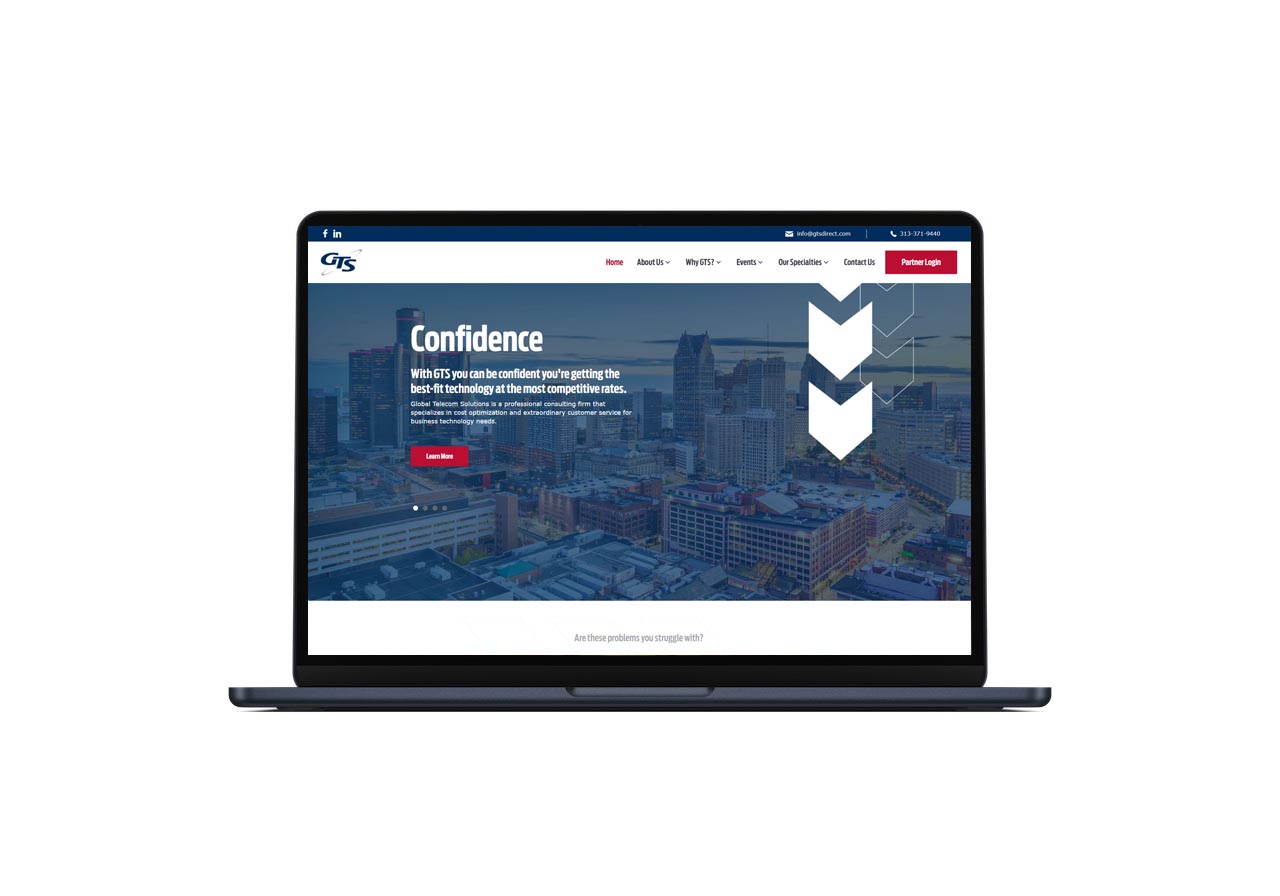 info@gtsdirect.com
313-371-9440
GTS
Home
About Us
Why GTS?
Events
Our Specialties
Contact Us
Partner Login
Confidence
With GTS you can be confident you're getting the
best-fit technology at the most competitive rates.
Global Telecom Solutions is a professional consulting firm that
specializes in cost optimization and extraordinary customer service for
business technology needs.
Learn More
Are these problems you struggle with?